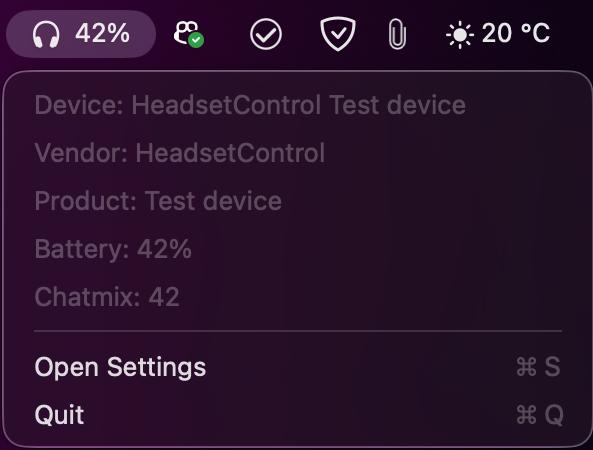 42%
20 °C
Device: HeadsetControl Test device
Vendor: HeadsetControl
Product: Test device
Battery: 42%
Chatmix: 42
Open Settings ⌘ S
Quit ⌘ Q